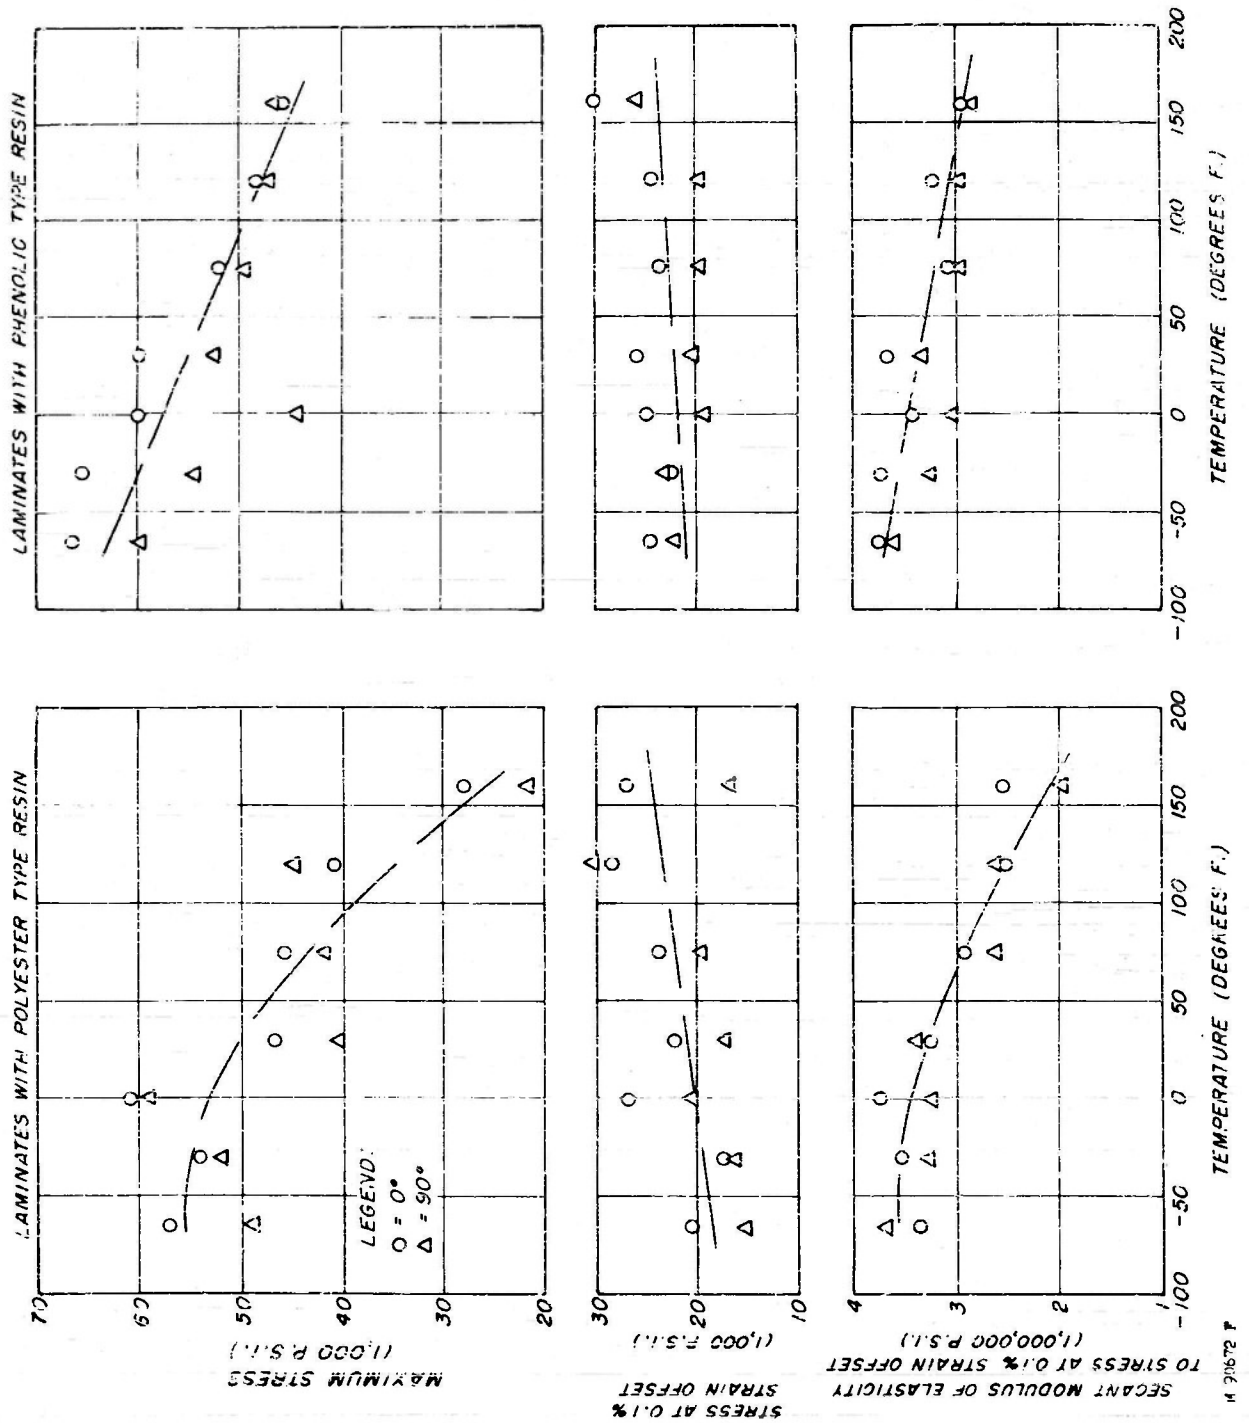 LAMINATES WITH POLYESTER TYPE RESIN
LAMINATES WITH PHENOLIC TYPE RESIN
MAXIMUM STRESS
(1,000 P.S.I.)
70
60
50
40
30
20
LEGEND:
O = 0°
Δ = 90°
STRESS AT 0.1%
STRAIN OFFSET
(1,000 P.S.I.)
30
20
10
SECANT MODULUS OF ELASTICITY
TO STRESS AT 0.1% STRAIN OFFSET
(1,000,000 P.S.I.)
4
3
2
1
-100
-50
0
50
100
150
200
TEMPERATURE (DEGREES F.)
-100
-50
0
50
100
150
200
TEMPERATURE (DEGREES F.)
M 90672 F